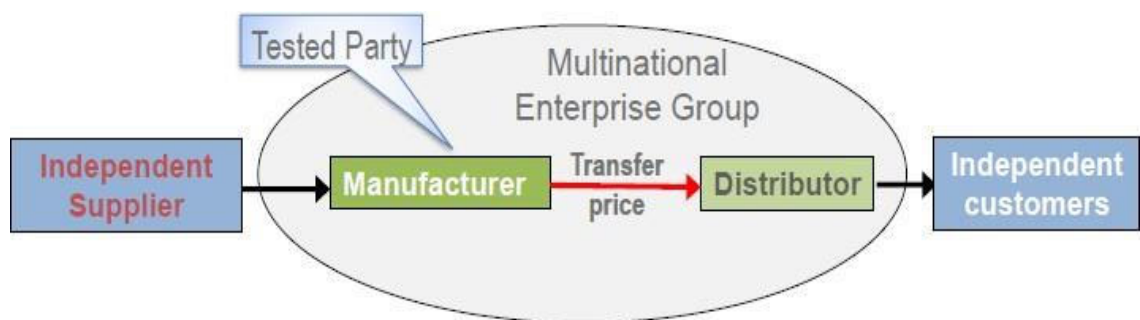 Tested Party
Multinational
Enterprise Group
Independent
Supplier
Manufacturer
Transfer
price
Distributor
Independent
customers